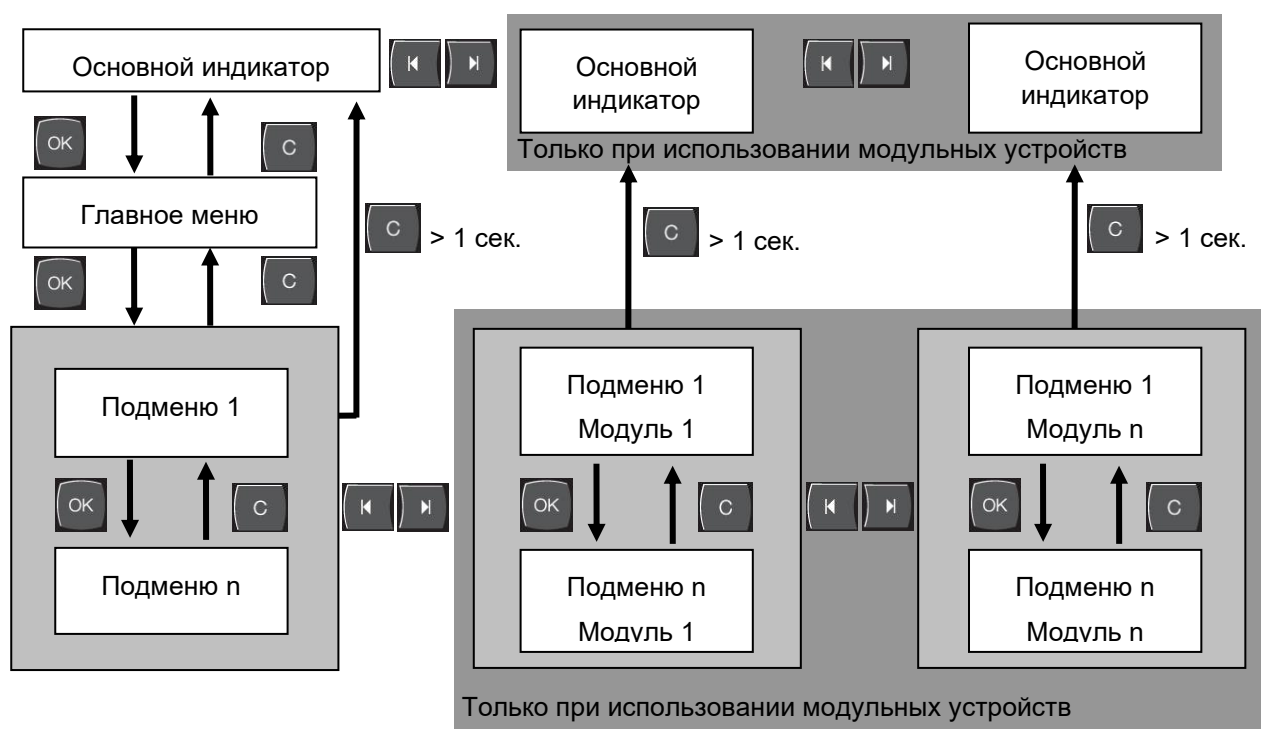 Основной индикатор
Основной
индикатор
Основной
индикатор
Только при использовании модульных устройств
OK
C
Главное меню
C
> 1 сек.
C
> 1 сек.
C
> 1 сек.
OK
C
Подменю 1
OK
C
Подменю n
Подменю 1
Модуль 1
OK
C
Подменю n
Модуль 1
Подменю 1
Модуль n
OK
C
Подменю n
Модуль n
Только при использовании модульных устройств